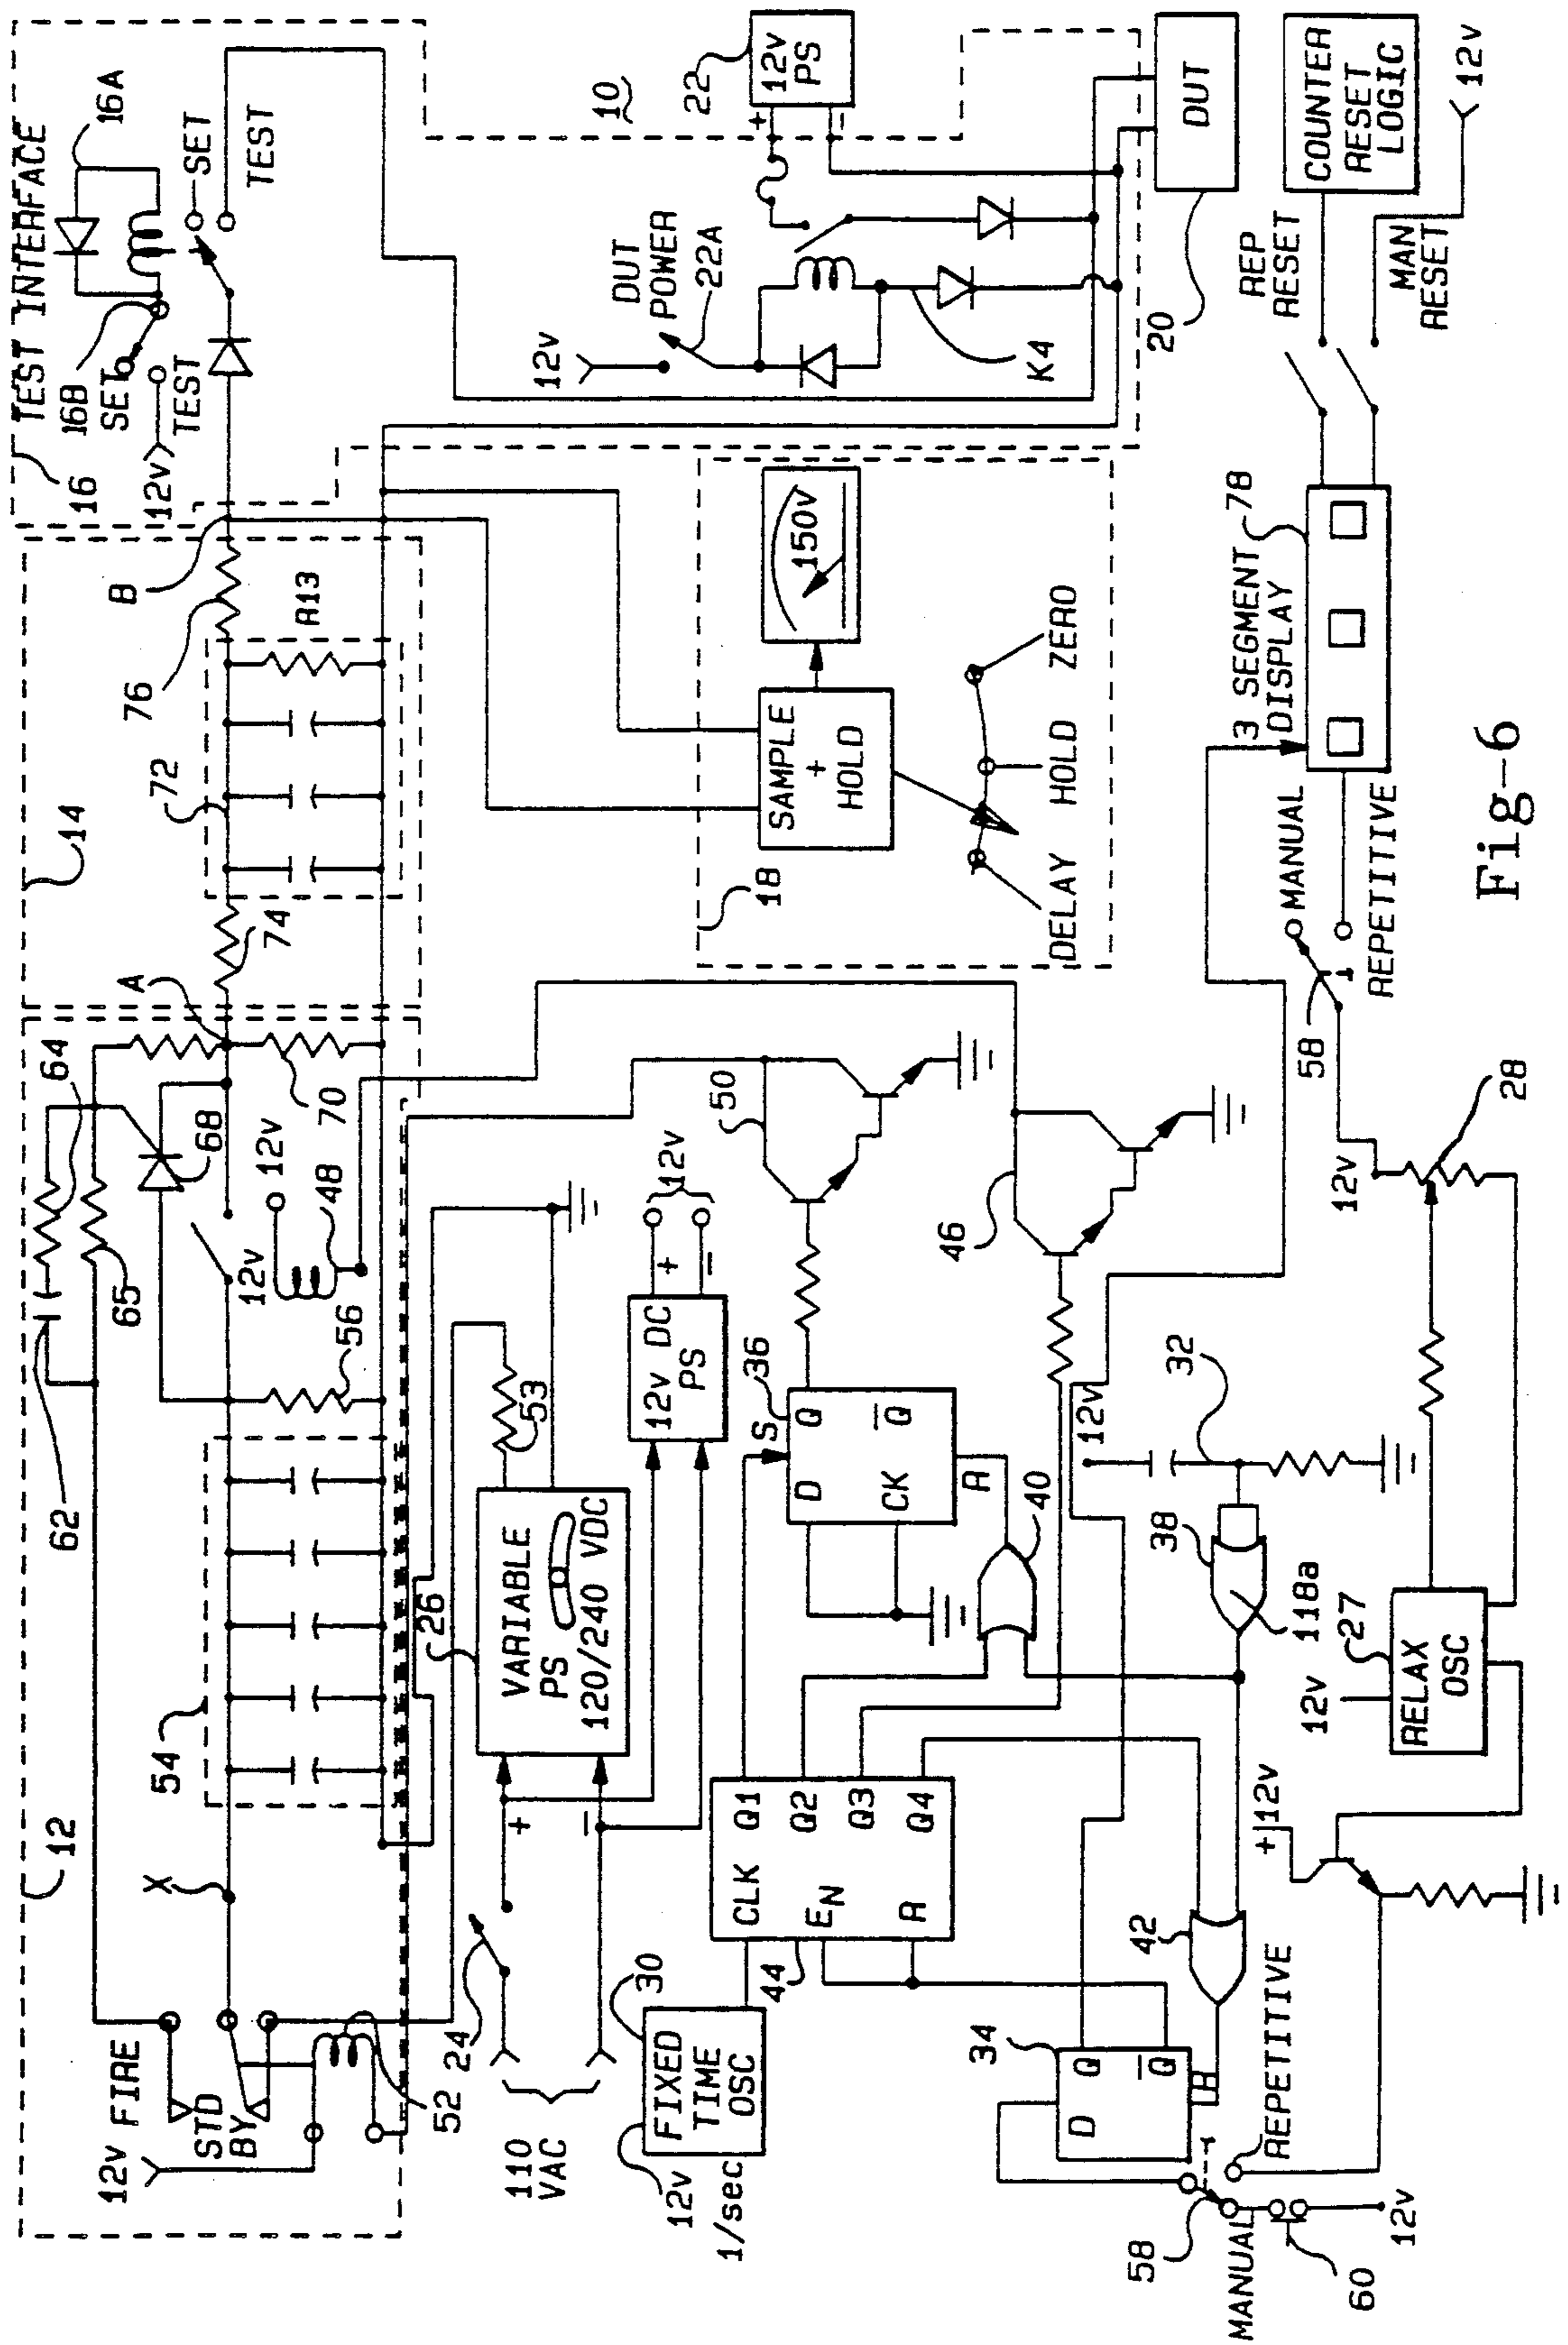 12
X
54
62
65
64
68
A
14
74
72
76
R13
B
16
TEST INTERFACE
16A
16B
SET
TEST
12v
SET
TEST
12v FIRE
STD
BY
52
56
12v
48
12v
70
10
22
12v
PS
+
-
DUT
POWER
22A
12v
K4
DUT
20
24
110
VAC
+
-
26
VARIABLE
PS
120/240 VDC
53
12v DC
PS
+
-
12v
50
18
SAMPLE
+
HOLD
150V
DELAY
HOLD
ZERO
30
FIXED
TIME
OSC
12v
1/sec
44
CLK
EN
R
Q1
Q2
Q3
Q4
36
S
D
Q
CK
Q
R
40
46
34
D
Q
Q
R
42
38
118a
32
12v
58
MANUAL
REPETITIVE
60
12v
+12v
27
RELAX
OSC
12v
28
12v
58
MANUAL
REPETITIVE
3 SEGMENT
DISPLAY
78
REP
RESET
MAN
RESET
COUNTER
RESET
LOGIC
12v
Fig-6